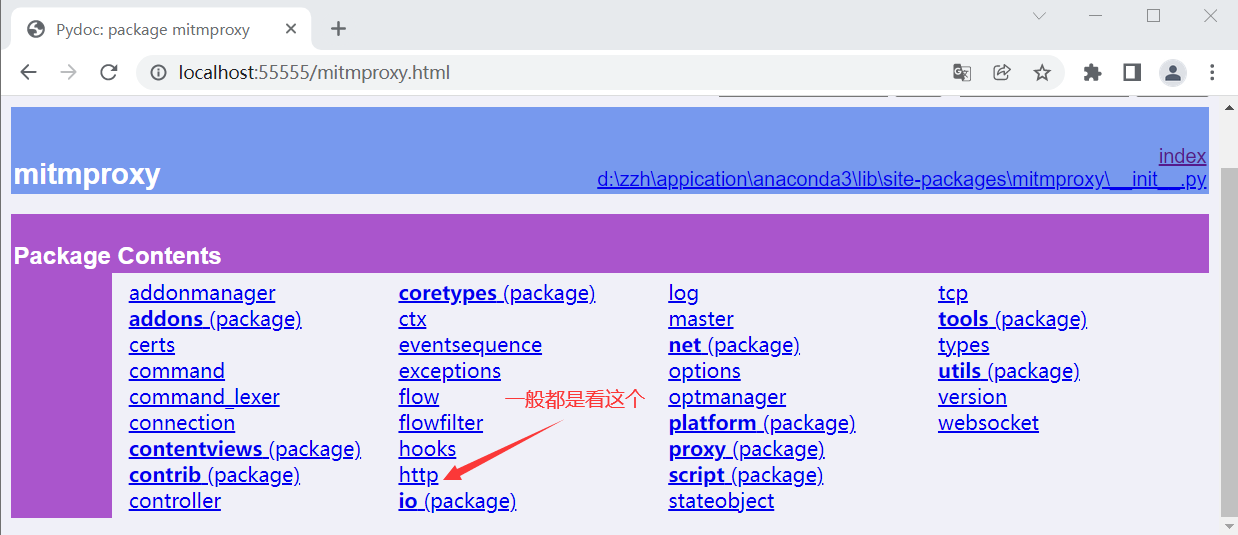 Pydoc: package mitmproxy
localhost:55555/mitmproxy.html
mitmproxy
index
d:\zzh\appication\anaconda3\lib\site-packages\mitmproxy\__init__.py
Package Contents
addonmanager
addons (package)
certs
command
command_lexer
connection
contentviews (package)
contrib (package)
controller
coretypes (package)
ctx
eventsequence
exceptions
flow
flowfilter
hooks
http
io (package)
一般都是看这个
log
master
net (package)
options
optmanager
platform (package)
proxy (package)
script (package)
stateobject
tcp
tools (package)
types
utils (package)
version
websocket